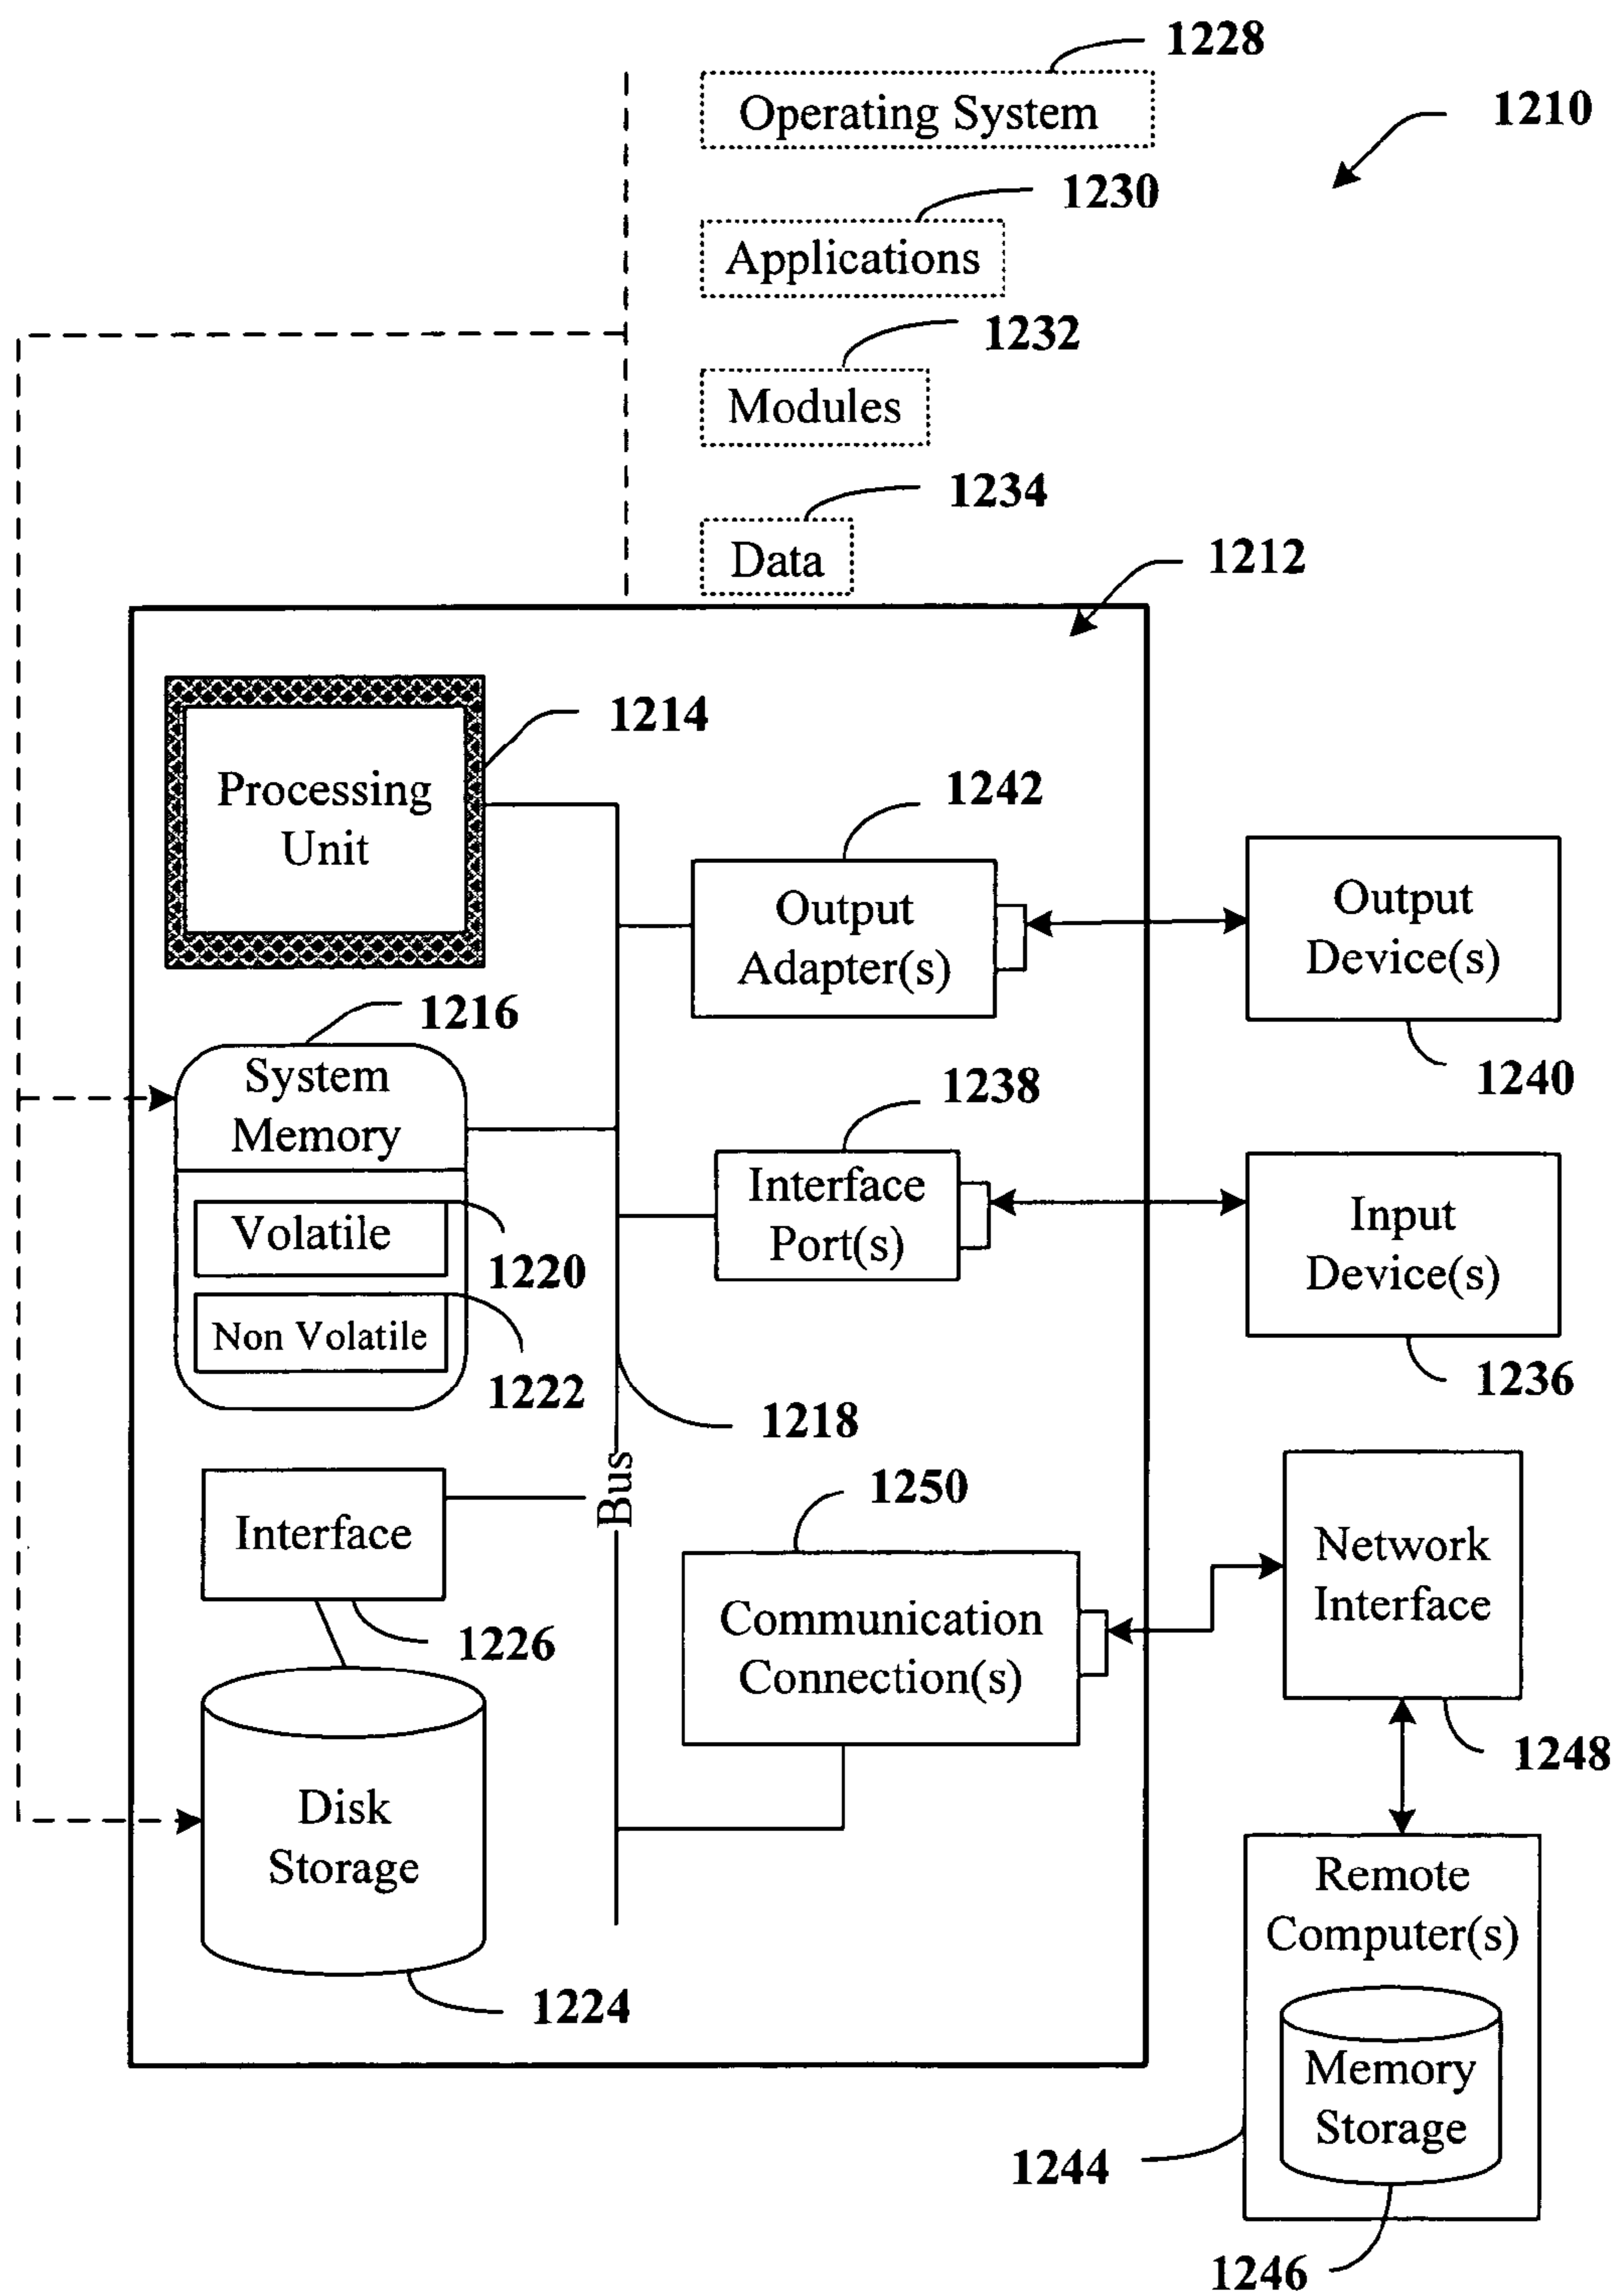 1228
Operating System
1210
1230
Applications
1232
Modules
1234
Data
1212
1214
Processing
Unit
1242
Output
Adapter(s)
Output
Device(s)
1240
1216
System
Memory
1238
Interface
Port(s)
Input
Device(s)
1236
Volatile
1220
Non Volatile
1222
1218
Bus
1250
Interface
1226
Communication
Connection(s)
Network
Interface
1248
Disk
Storage
1224
Remote
Computer(s)
Memory
Storage
1244
1246